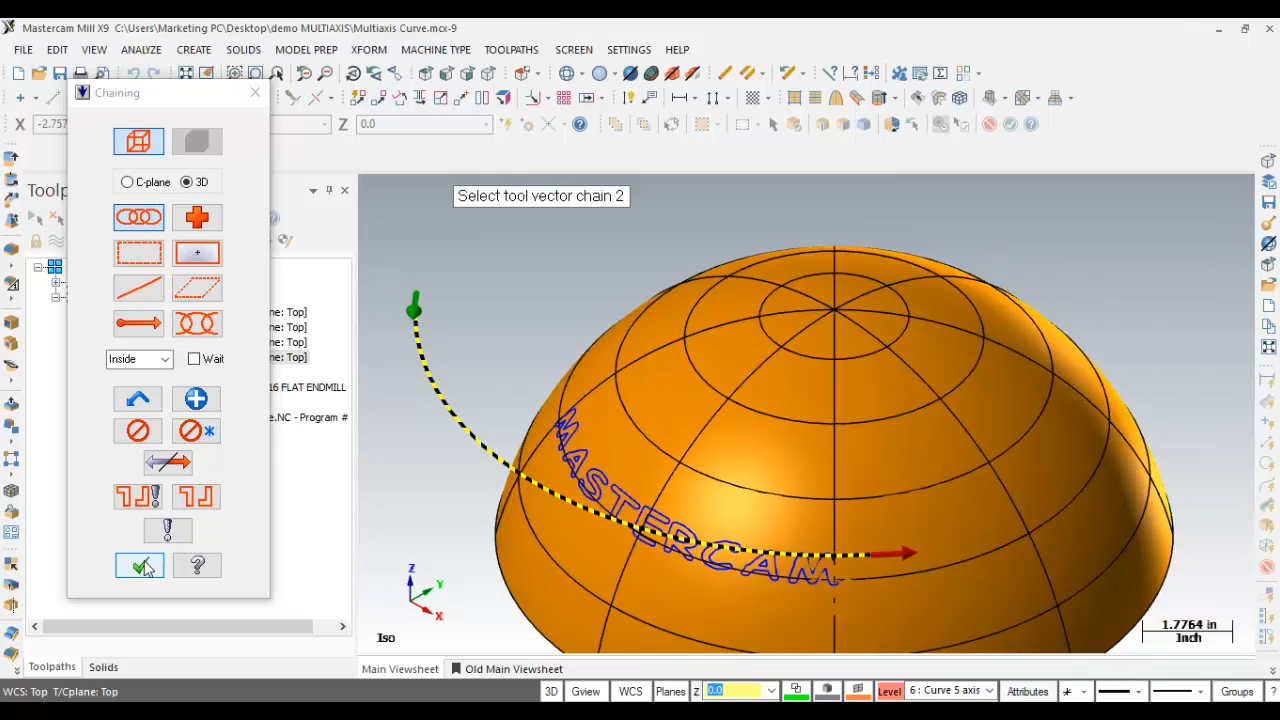 Mastercam Mill X9 C:\Users\Marketing PC\Desktop\demo MULTIAXIS\Multiaxis Curve.mcx-9
FILE EDIT VIEW ANALYZE CREATE SOLIDS MODEL PREP XFORM MACHINE TYPE TOOLPATHS SCREEN SETTINGS HELP
Chaining
X -2.757 Z 0.0
C-plane 3D
Toolp
Select tool vector chain 2
ne: Top]
ne: Top]
ne: Top]
Inside Wait ne: Top]
16 FLAT ENDMILL
e.NC - Program #
MASTERCAM
Z
Y
X
1.7764 in
Inch
Iso
Toolpaths Solids Main Viewsheet Old Main Viewsheet
WCS: Top T/Cplane: Top 3D Gview WCS Planes Z 0.0 Level 6 : Curve 5 axis Attributes Groups ?